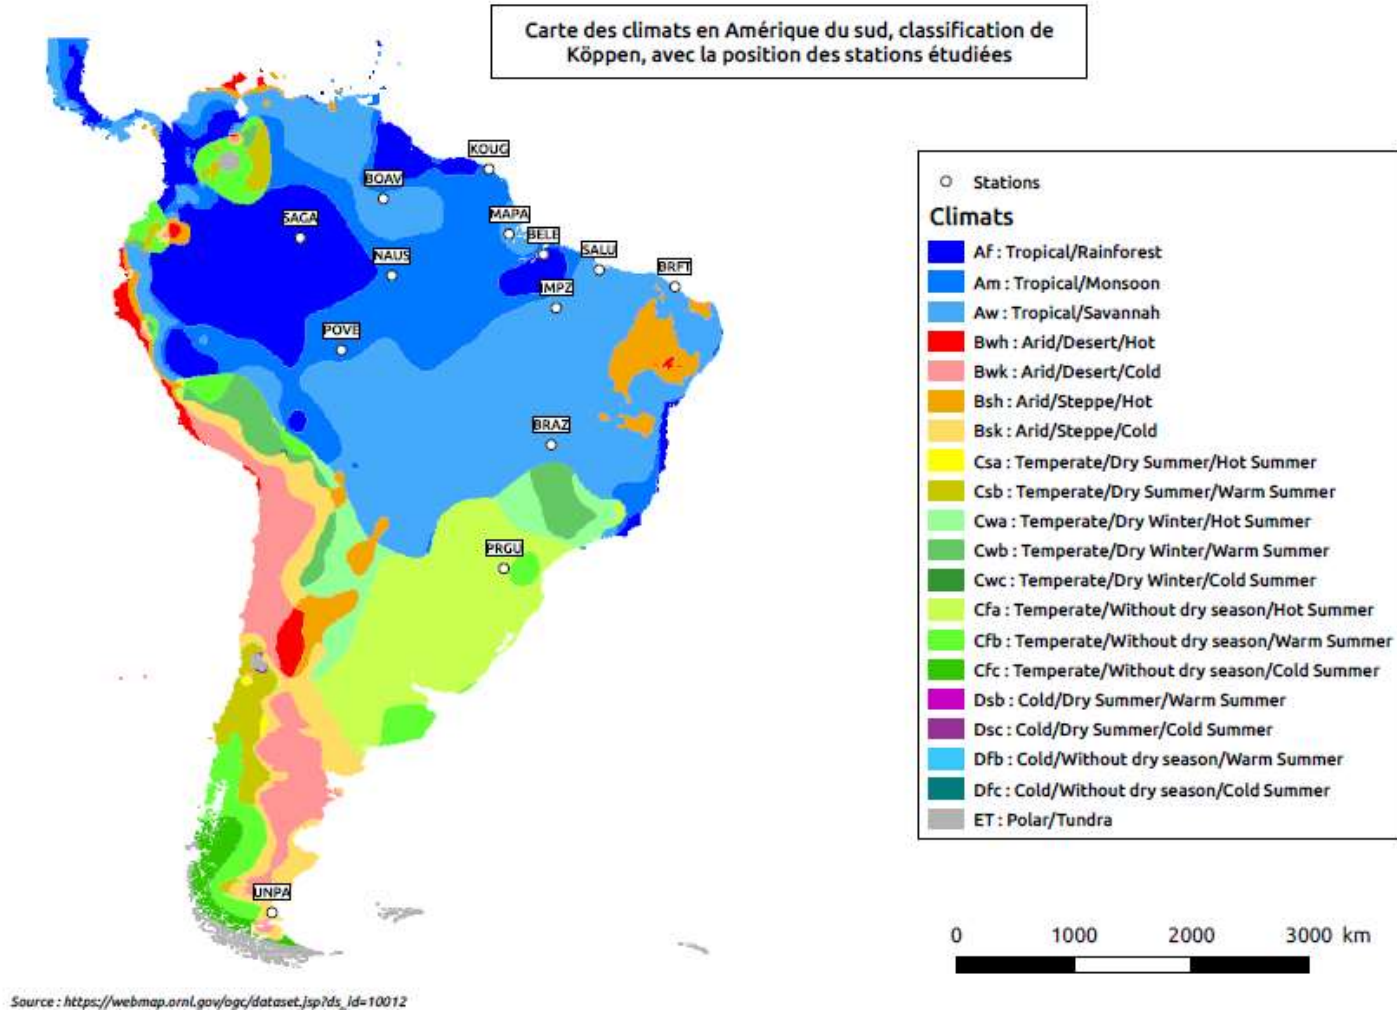 Carte des climats en Amérique du sud, classification de
Köppen, avec la position des stations étudiées
KOUG
BOAV
SAGA
MAPA
BELE
NAUS
SALU
BRFT
IMPZ
POVE
BRAZ
PRGU
UNPA
Stations
Climats
Af : Tropical/Rainforest
Am : Tropical/Monsoon
Aw : Tropical/Savannah
Bwh : Arid/Desert/Hot
Bwk : Arid/Desert/Cold
Bsh : Arid/Steppe/Hot
Bsk : Arid/Steppe/Cold
Csa : Temperate/Dry Summer/Hot Summer
Csb : Temperate/Dry Summer/Warm Summer
Cwa : Temperate/Dry Winter/Hot Summer
Cwb : Temperate/Dry Winter/Warm Summer
Cwc : Temperate/Dry Winter/Cold Summer
Cfa : Temperate/Without dry season/Hot Summer
Cfb : Temperate/Without dry season/Warm Summer
Cfc : Temperate/Without dry season/Cold Summer
Dsb : Cold/Dry Summer/Warm Summer
Dsc : Cold/Dry Summer/Cold Summer
Dfb : Cold/Without dry season/Warm Summer
Dfc : Cold/Without dry season/Cold Summer
ET : Polar/Tundra
0 1000 2000 3000 km
Source : https://webmap.ornl.gov/ogc/dataset.jsp?ds_id=10012